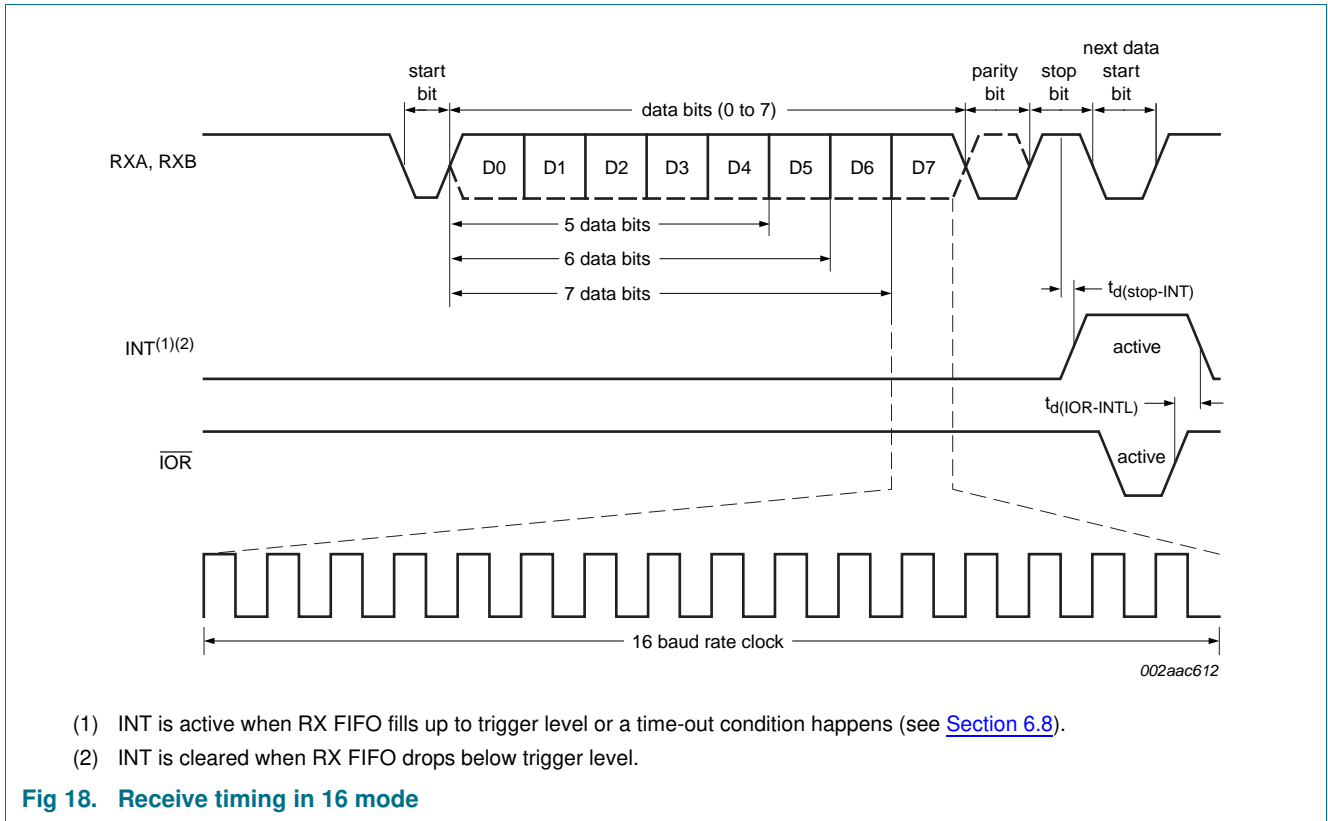 next data
start
bit
parity
bit
stop
bit
start
bit
data bits (0 to 7)
RXA, RXB
D0 D1 D2 D3 D4 D5 D6 D7
5 data bits
6 data bits
7 data bits
td(stop-INT)
INT(1)(2)
active
td(IOR-INTL)
IOR
active
16 baud rate clock
002aac612
(1) INT is active when RX FIFO fills up to trigger level or a time-out condition happens (see Section 6.8).
(2) INT is cleared when RX FIFO drops below trigger level.
Fig 18. Receive timing in 16 mode